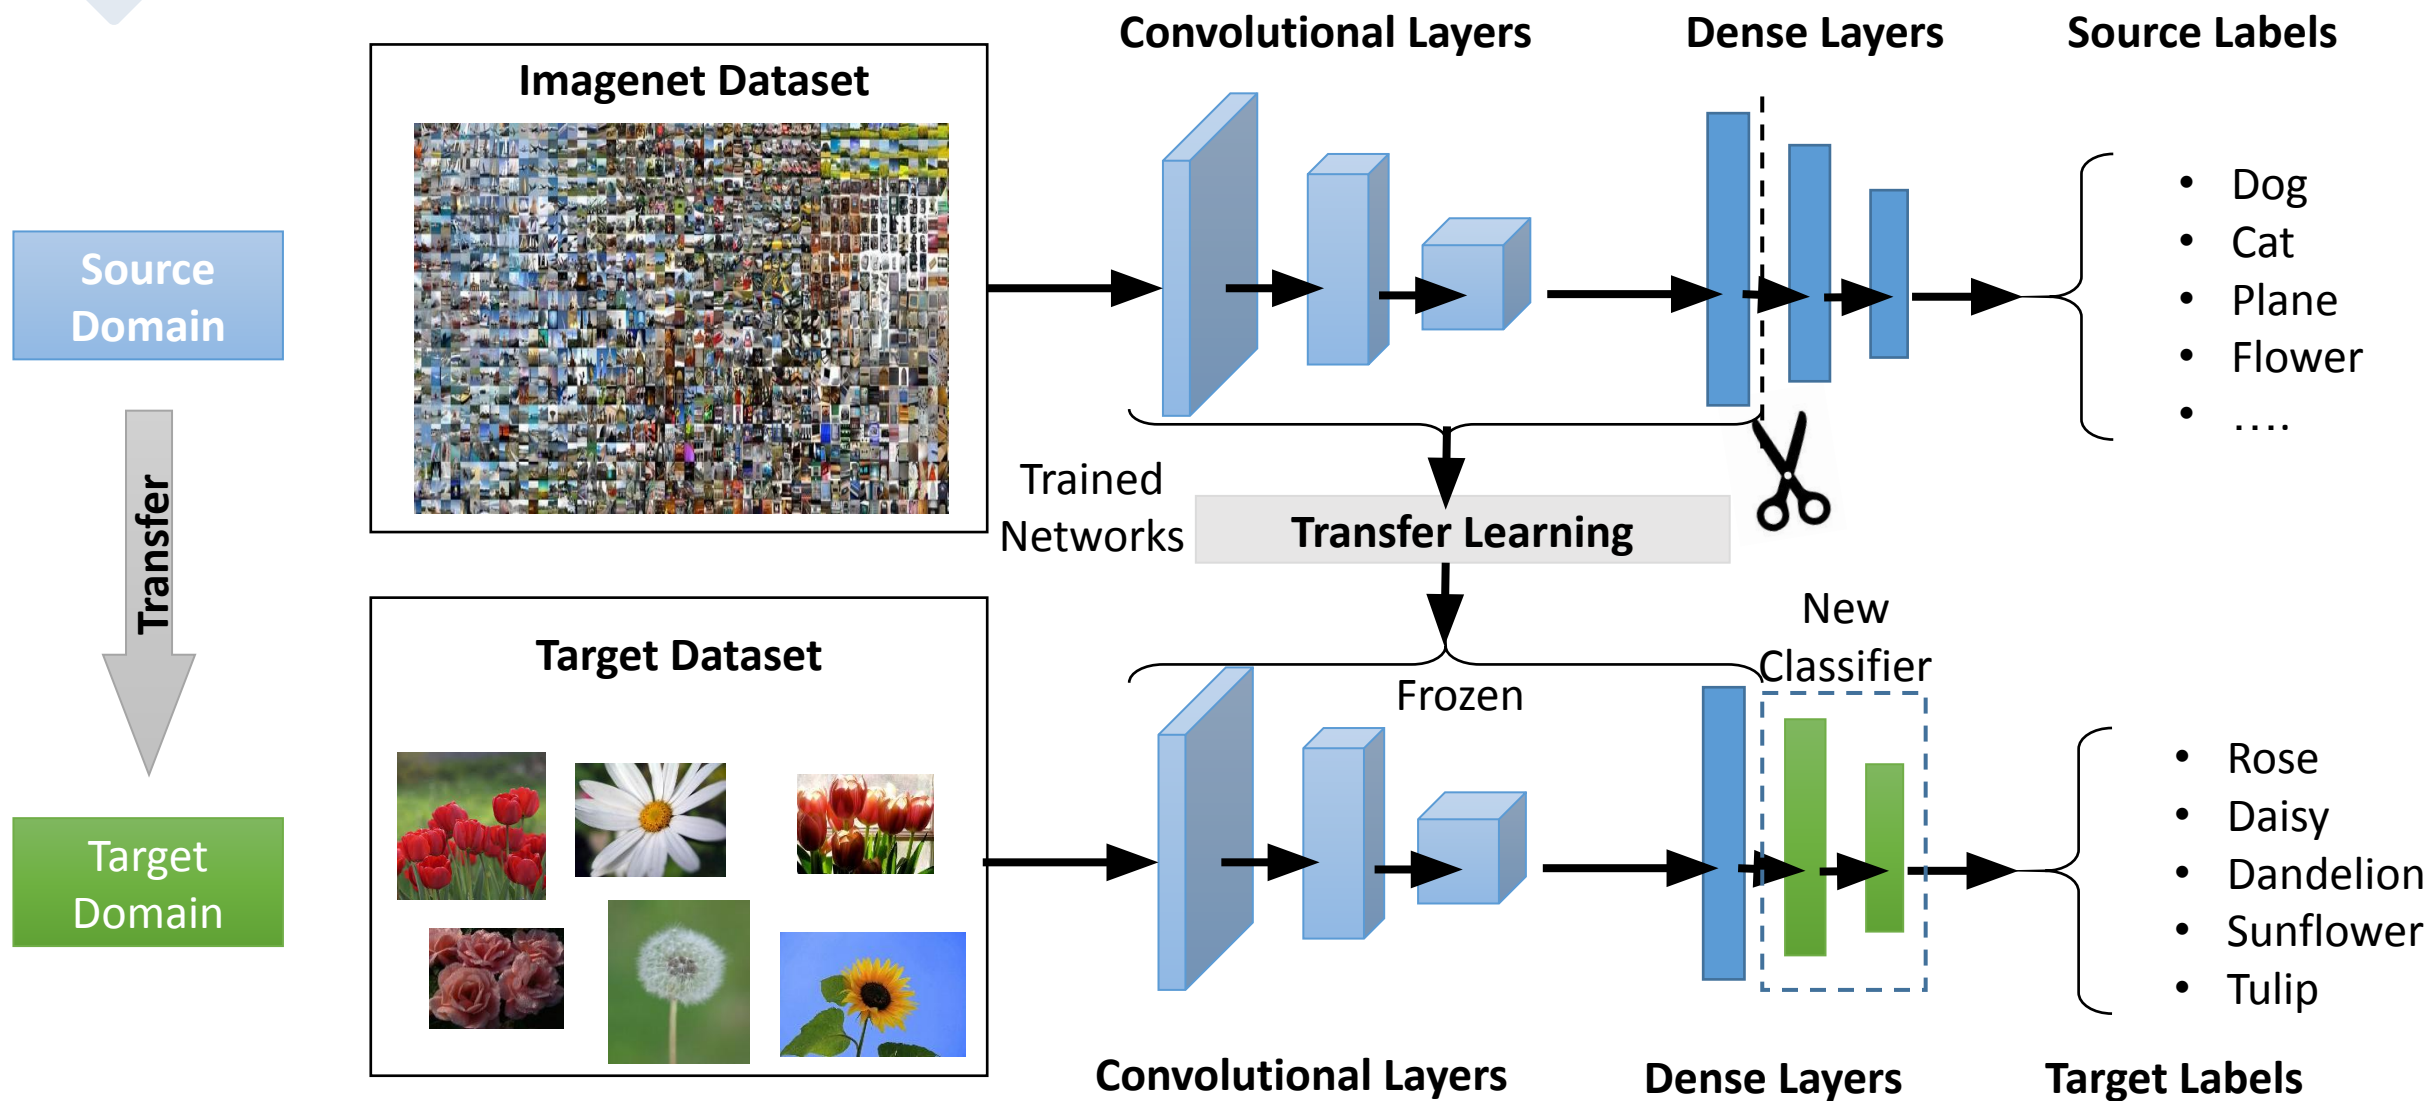 Convolutional Layers
Dense Layers
Source Labels
Imagenet Dataset
Source
Domain
• Dog
• Cat
• Plane
• Flower
• ....
Transfer
Trained
Networks
Transfer Learning
New
Classifier
Target Dataset
Frozen
Target
Domain
• Rose
• Daisy
• Dandelion
• Sunflower
• Tulip
Convolutional Layers
Dense Layers
Target Labels